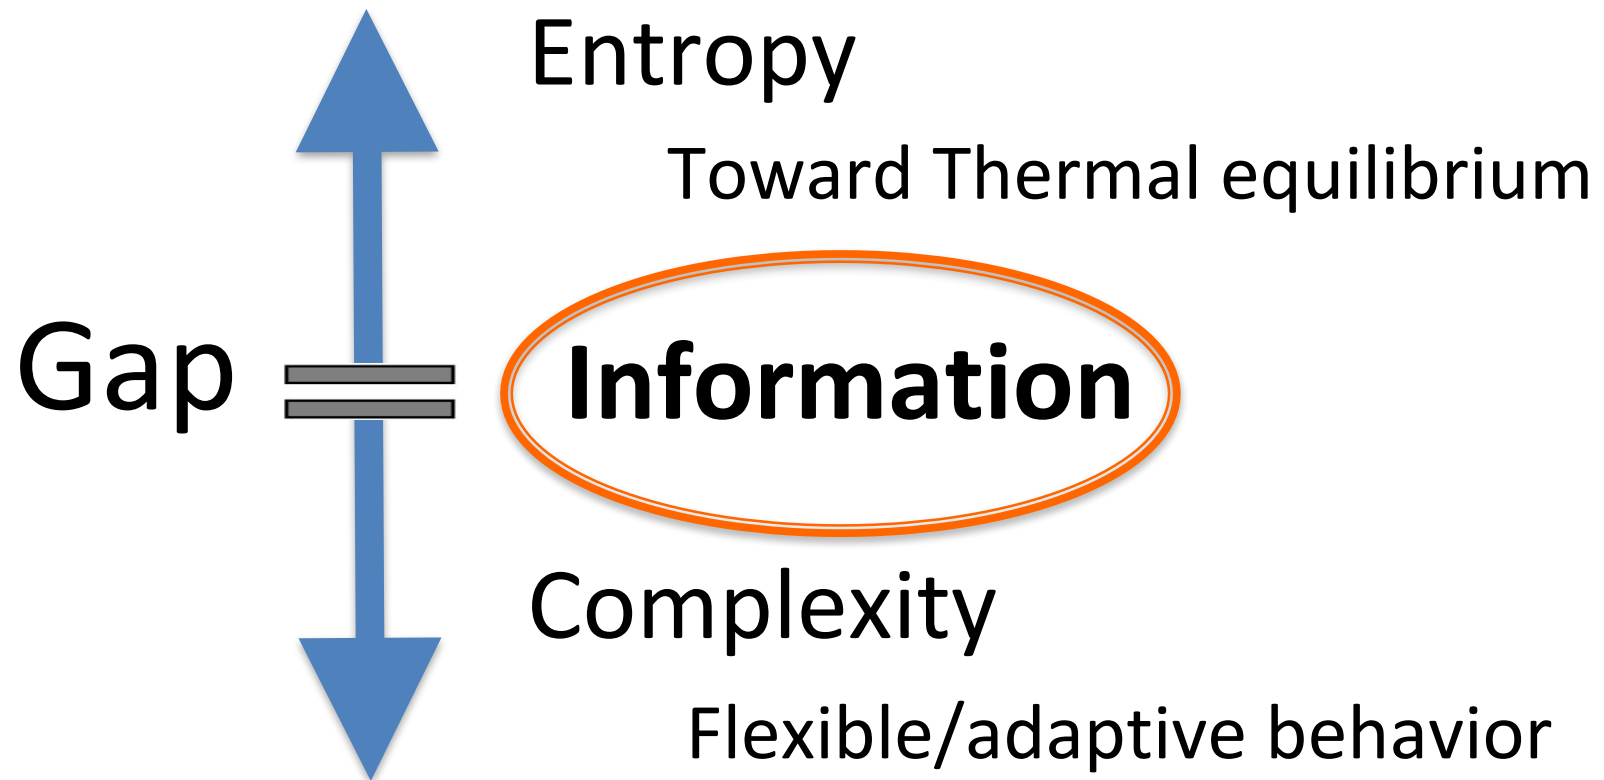 Entropy
Toward Thermal equilibrium
Gap
Information
Complexity
Flexible/adaptive behavior